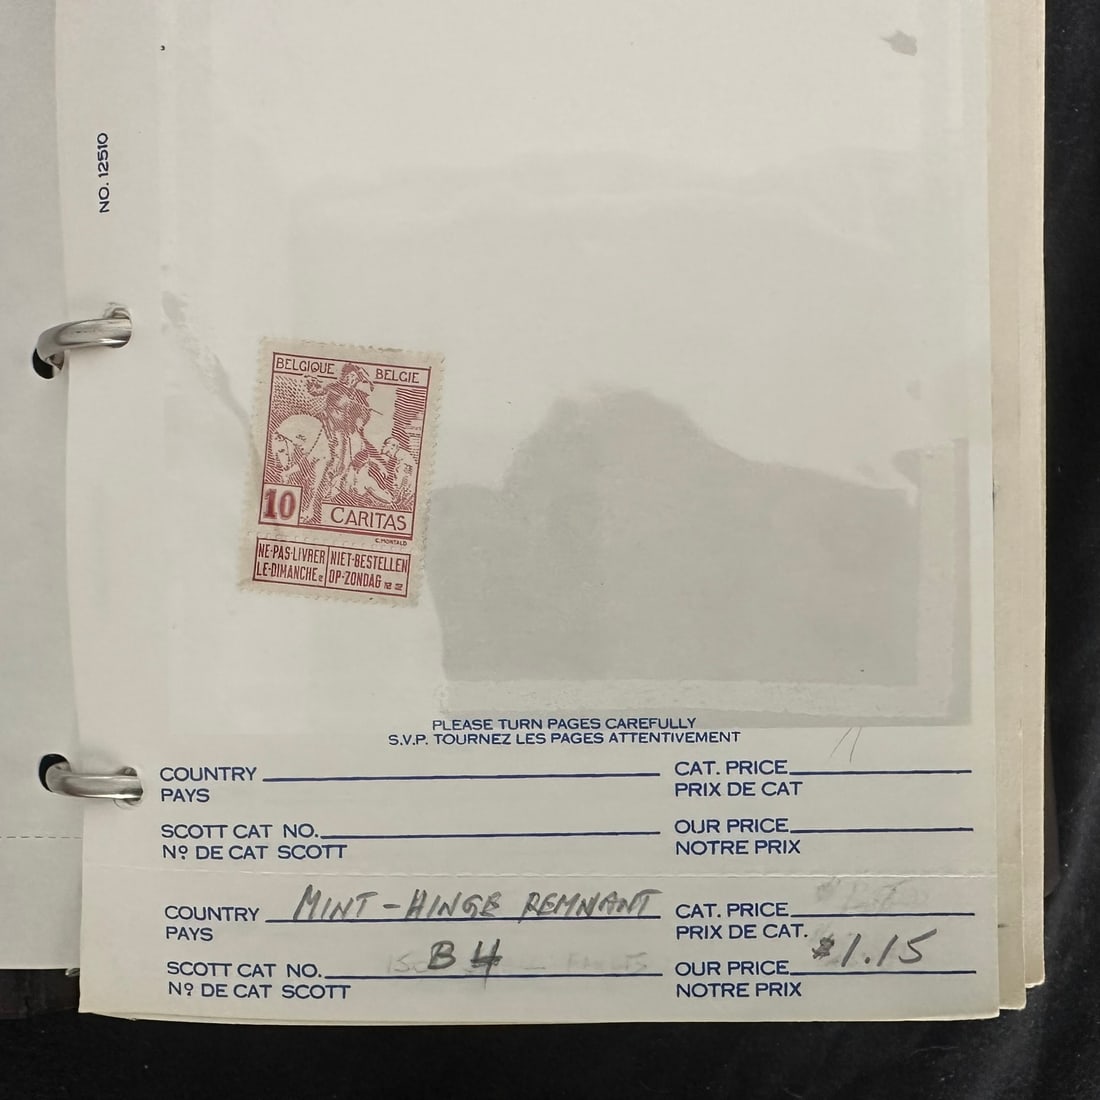 NO. 12510
BELGIQUE BELGIE
10
CARITAS
C.MONTALD
NE-PAS-LIVRER NIET-BESTELLEN
LE-DIMANCHE OP-ZONDAG
PLEASE TURN PAGES CAREFULLY
S.V.P. TOURNEZ LES PAGES ATTENTIVEMENT
COUNTRY CAT. PRICE
PAYS PRIX DE CAT
SCOTT CAT NO. OUR PRICE
Nº DE CAT SCOTT NOTRE PRIX
COUNTRY MINT-HINGE REMNANT CAT. PRICE
PAYS PRIX DE CAT.
SCOTT CAT NO. B4 OUR PRICE $1.15
Nº DE CAT SCOTT NOTRE PRIX